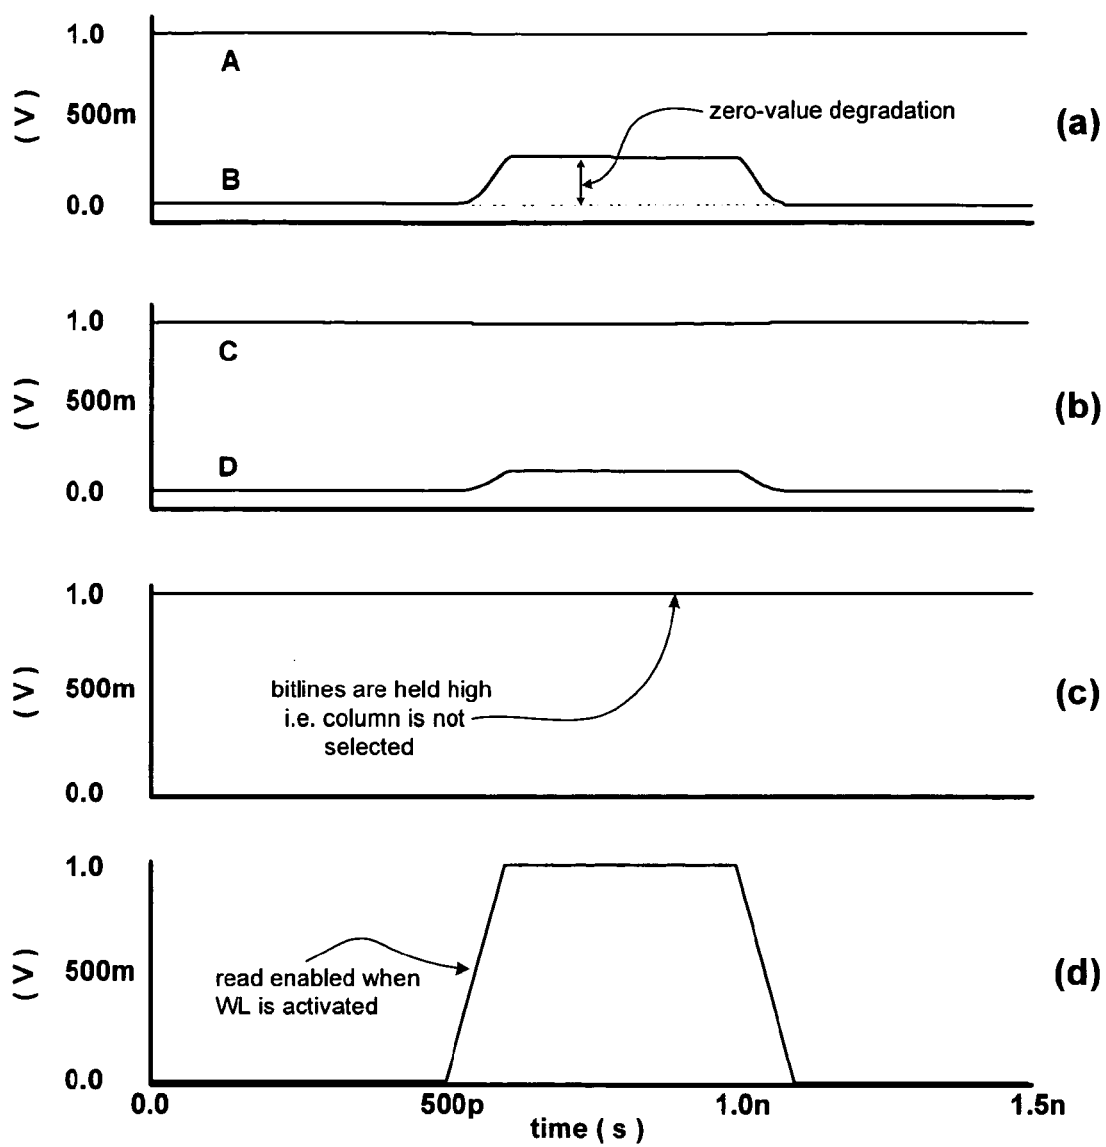 1.0
A
( V )
500m
zero-value degradation
(a)
B
0.0
1.0
C
( V )
500m
(b)
D
0.0
1.0
( V )
500m
bitlines are held high
i.e. column is not
selected
(c)
0.0
1.0
( V )
500m
read enabled when
WL is activated
(d)
0.0
0.0
500p
1.0n
1.5n
time ( s )